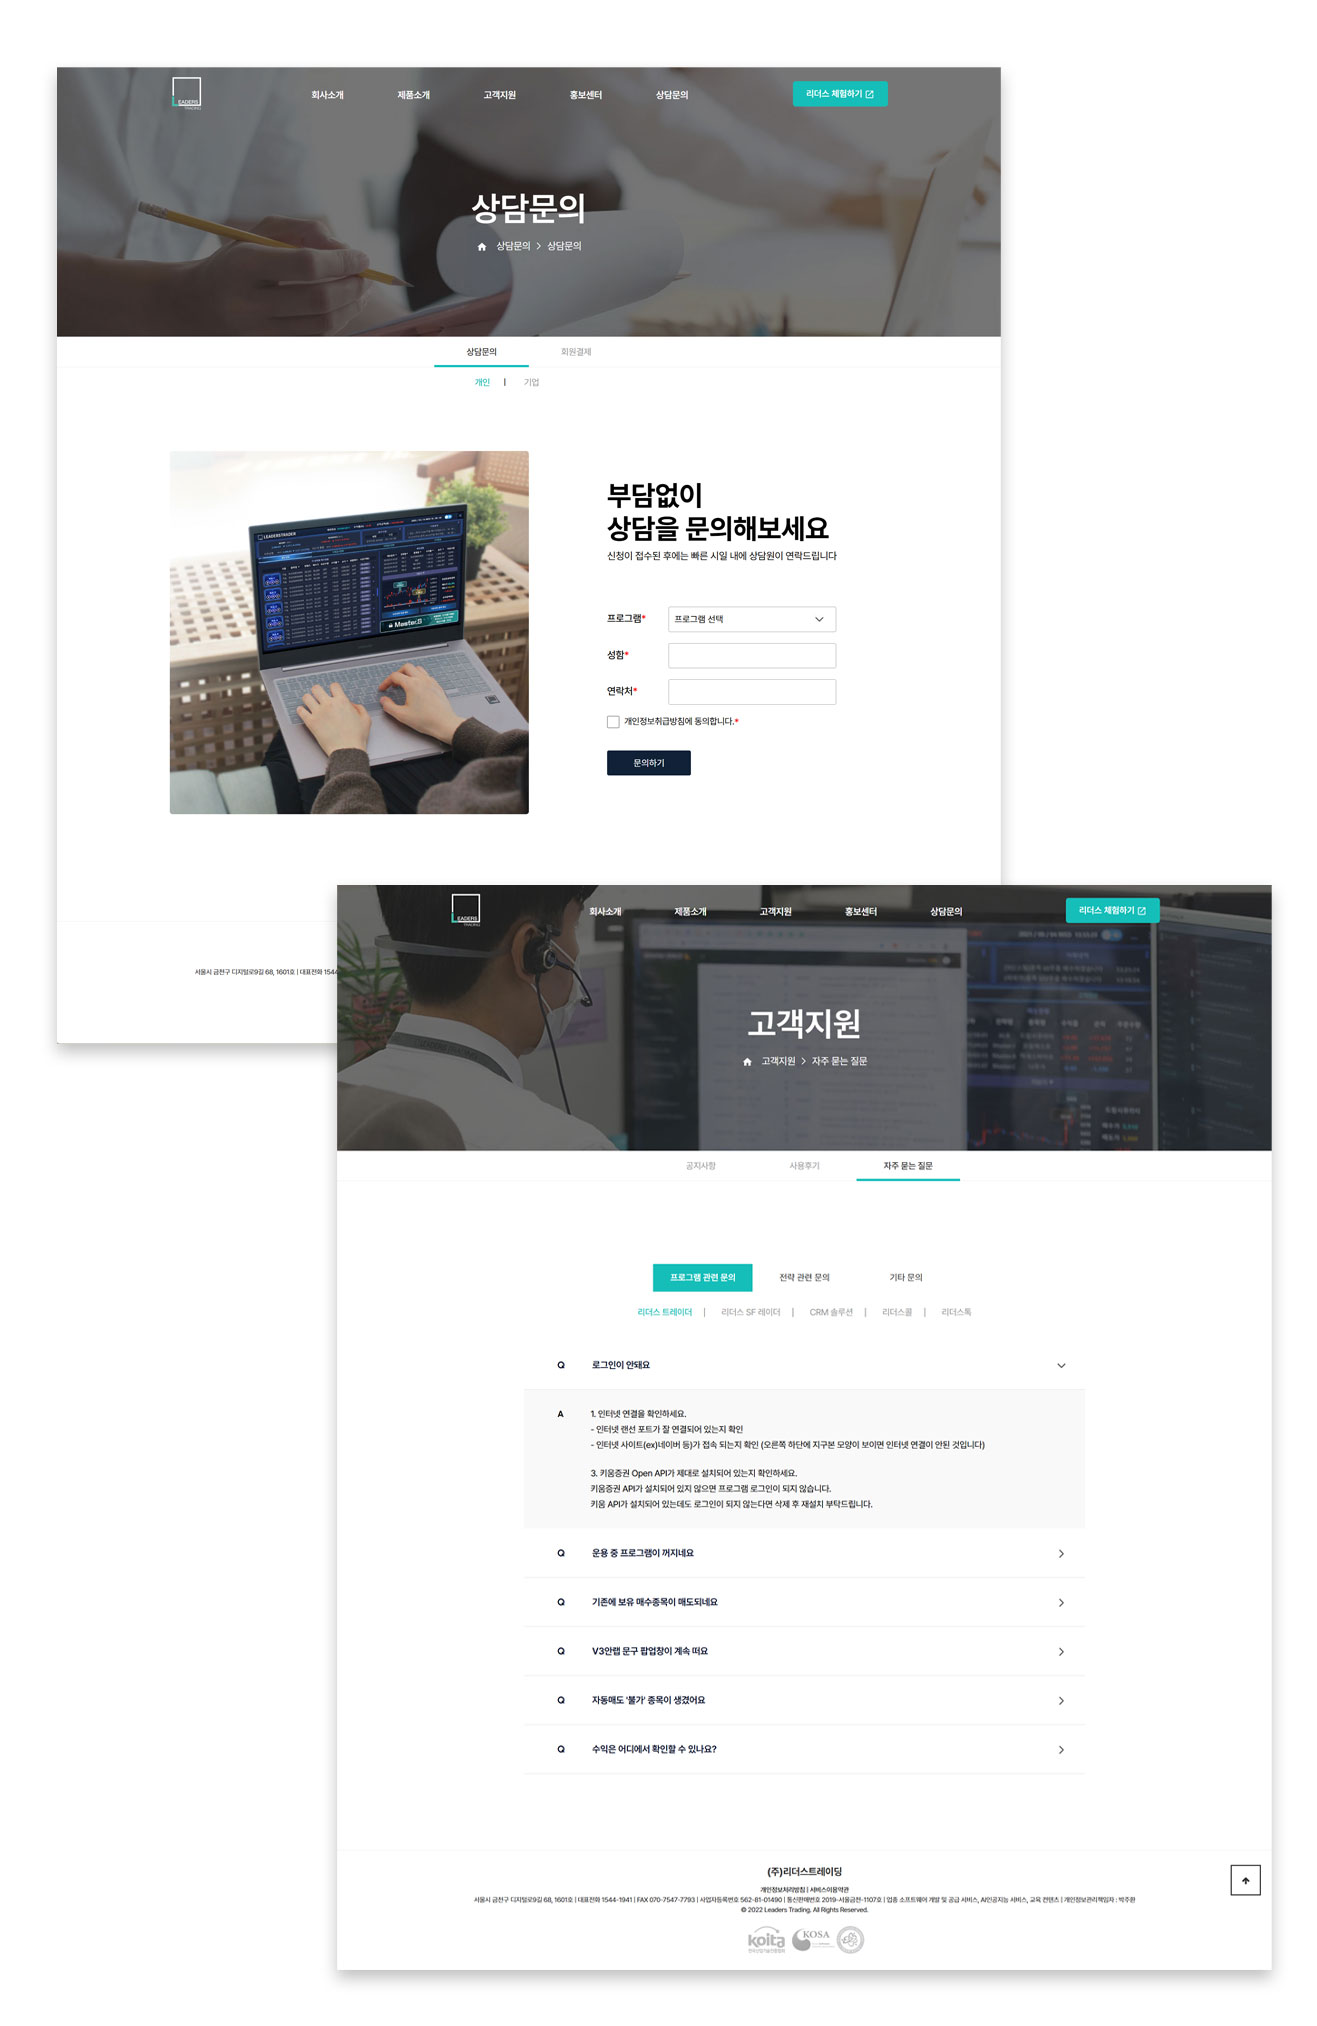 LEADERS
TRADING
회사소개
제품소개
고객지원
홍보센터
상담문의
리더스 체험하기
상담문의
상담문의 > 상담문의
상담문의
회원결제
개인 | 기업
LEADERSTRADER
Master.S
부담없이
상담을 문의해보세요
신청이 접수된 후에는 빠른 시일 내에 상담원이 연락드립니다
프로그램*
프로그램 선택
성함*
연락처*
개인정보취급방침에 동의합니다.*
문의하기
서울시 금천구 디지털로9길 68, 1601호 | 대표전화 1544
LEADERS
TRADING
회사소개
제품소개
고객지원
홍보센터
상담문의
리더스 체험하기
고객지원
고객지원 > 자주 묻는 질문
공지사항
사용후기
자주 묻는 질문
프로그램 관련 문의
전략 관련 문의
기타 문의
리더스 트레이더 | 리더스 SF 레이더 | CRM 솔루션 | 리더스콜 | 리더스톡
Q 로그인이 안돼요
A 1. 인터넷 연결을 확인하세요.
- 인터넷 랜선 포트가 잘 연결되어 있는지 확인
- 인터넷 사이트(ex)네이버 등)가 접속 되는지 확인 (오른쪽 하단에 지구본 모양이 보이면 인터넷 연결이 안된 것입니다)
3. 키움증권 Open API가 제대로 설치되어 있는지 확인하세요.
키움증권 API가 설치되어 있지 않으면 프로그램 로그인이 되지 않습니다.
키움 API가 설치되어 있는데도 로그인이 되지 않는다면 삭제 후 재설치 부탁드립니다.
Q 운용 중 프로그램이 꺼지네요
Q 기존에 보유 매수종목이 매도되네요
Q V3안랩 문구 팝업창이 계속 떠요
Q 자동매도 '불가' 종목이 생겼어요
Q 수익은 어디에서 확인할 수 있나요?
(주)리더스트레이딩
개인정보처리방침 | 서비스이용약관
서울시 금천구 디지털로9길 68, 1601호 | 대표전화 1544-1941 | FAX 070-7547-7793 | 사업자등록번호 562-81-01490 | 통신판매번호 2019-서울금천-1107호 | 업종 소프트웨어 개발 및 공급 서비스, AI인공지능 서비스, 교육 컨텐츠 | 개인정보관리책임자 : 박주환
© 2022 Leaders Trading. All Rights Reserved.
koita
한국산업기술진흥협회
KOSA